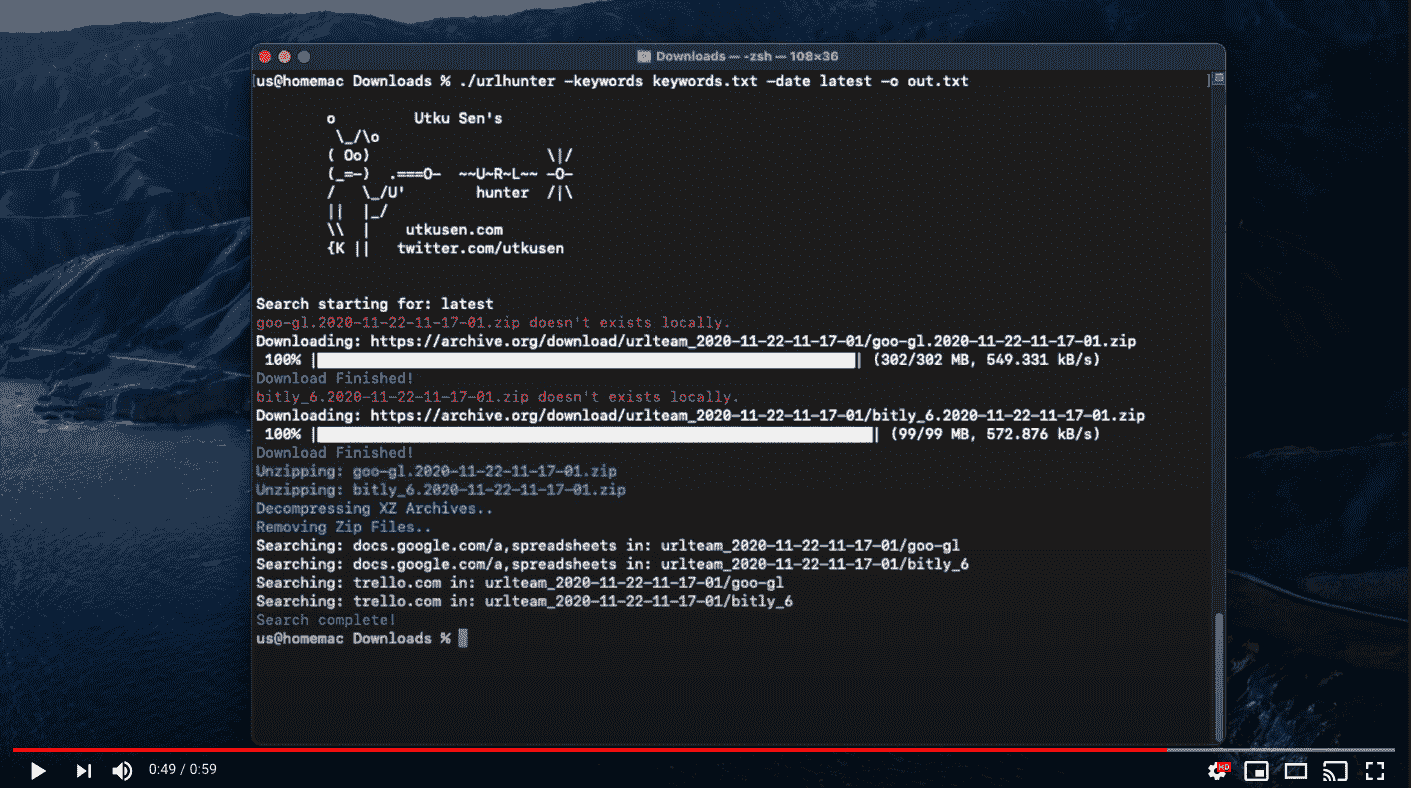 Downloads — -zsh — 108×36
us@homemac Downloads % ./urlhunter -keywords keywords.txt -date latest -o out.txt
o         Utku Sen's
\_/\o
( Oo)                    \|/
(_=-)  .===O-  ~~U~R~L~~ -O-
/   \_/U'        hunter  /|\
||  |_/
\\  |    utkusen.com
{K ||   twitter.com/utkusen
Search starting for: latest
goo-gl.2020-11-22-11-17-01.zip doesn't exists locally.
Downloading: https://archive.org/download/urlteam_2020-11-22-11-17-01/goo-gl.2020-11-22-11-17-01.zip
100% | | (302/302 MB, 549.331 kB/s)
Download Finished!
bitly_6.2020-11-22-11-17-01.zip doesn't exists locally.
Downloading: https://archive.org/download/urlteam_2020-11-22-11-17-01/bitly_6.2020-11-22-11-17-01.zip
100% | | (99/99 MB, 572.876 kB/s)
Download Finished!
Unzipping: goo-gl.2020-11-22-11-17-01.zip
Unzipping: bitly_6.2020-11-22-11-17-01.zip
Decompressing XZ Archives..
Removing Zip Files..
Searching: docs.google.com/a,spreadsheets in: urlteam_2020-11-22-11-17-01/goo-gl
Searching: docs.google.com/a,spreadsheets in: urlteam_2020-11-22-11-17-01/bitly_6
Searching: trello.com in: urlteam_2020-11-22-11-17-01/goo-gl
Searching: trello.com in: urlteam_2020-11-22-11-17-01/bitly_6
Search complete!
us@homemac Downloads %
0:49 / 0:59
HD